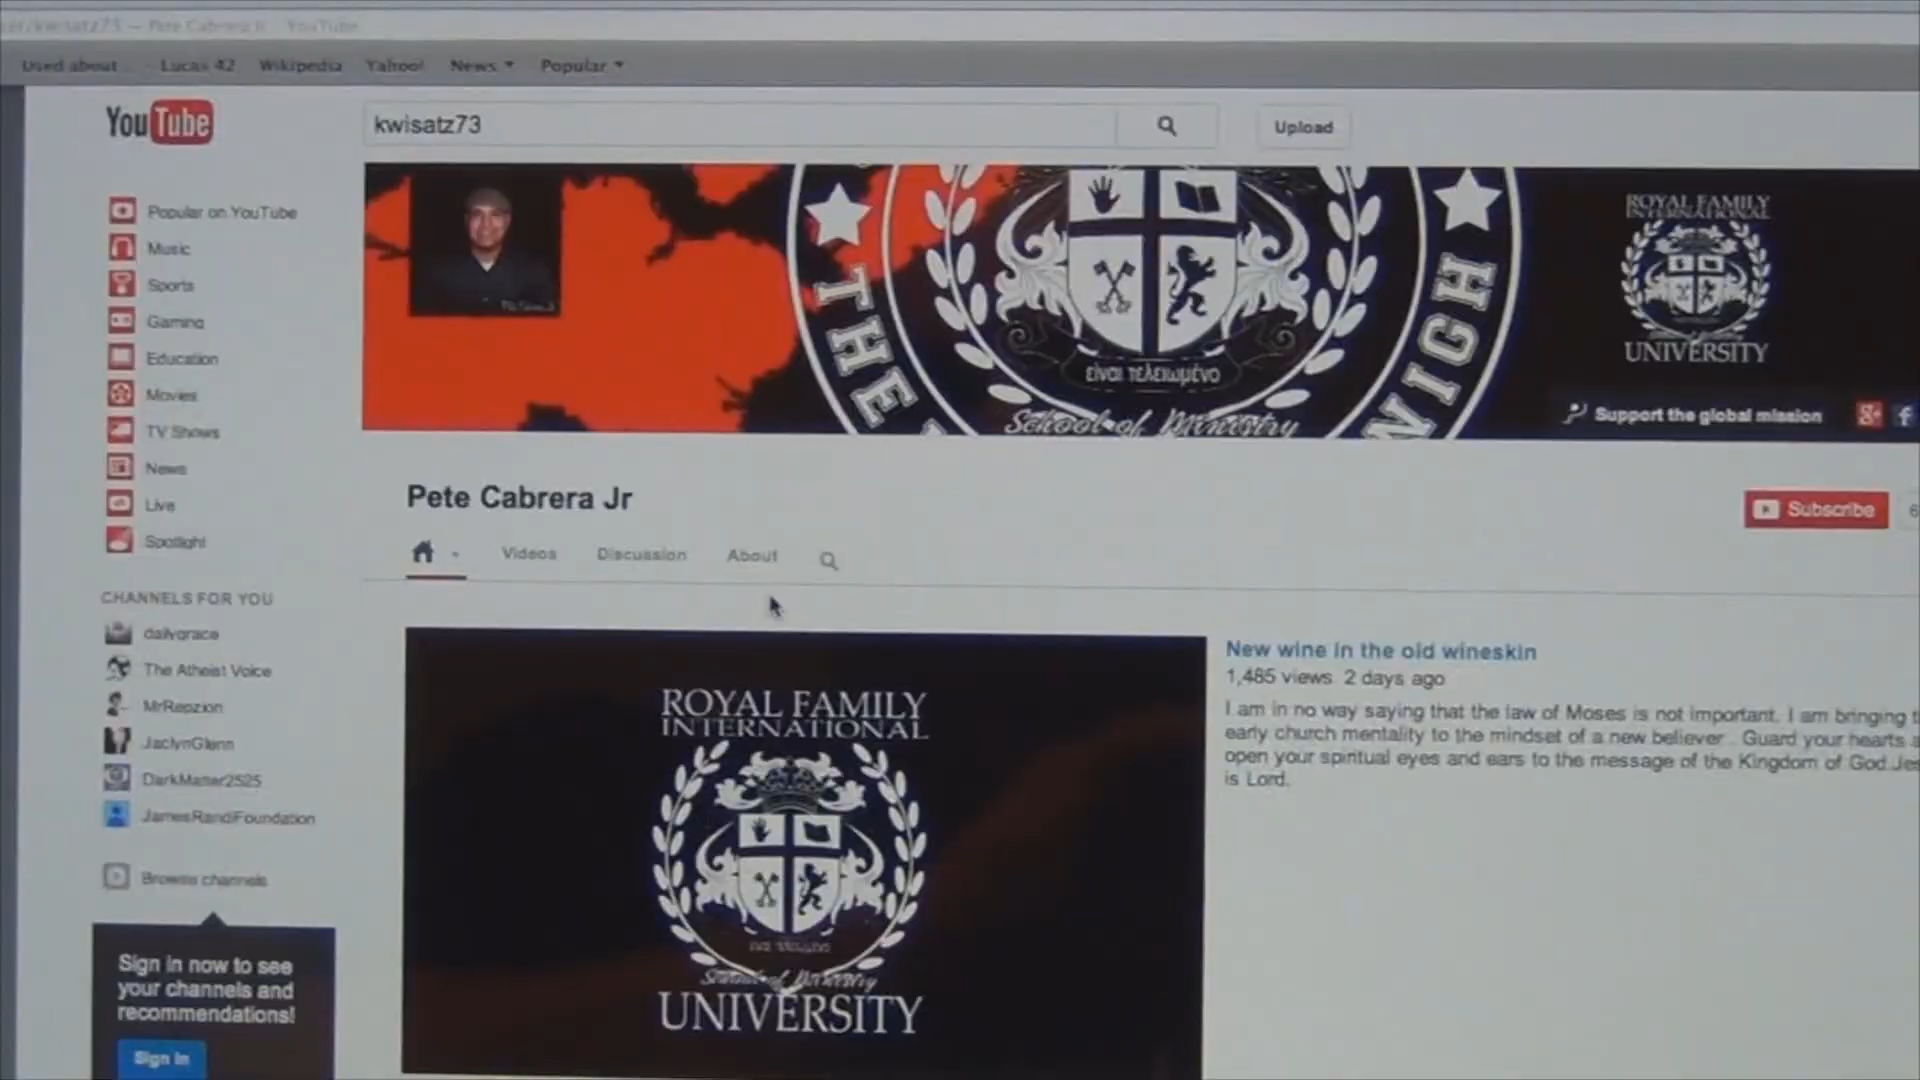 Used about...
Lucas 42
Wikipedia
Yahoo!
News
Popular
YouTube
kwisatz73
Upload
Popular on YouTube
Music
Sports
Gaming
Education
Movies
TV Shows
News
Live
Spotlight
CHANNELS FOR YOU
dailygrace
The Atheist Voice
MrRepzion
JaclynGlenn
DarkMatter2525
JamesRandiFoundation
Browse channels
Sign in now to see
your channels and
recommendations!
Sign In
THE
NIGH
είναι τελειωμένο
School of Ministry
ROYAL FAMILY
INTERNATIONAL
UNIVERSITY
Support the global mission
Pete Cabrera Jr
Subscribe
Videos
Discussion
About
ROYAL FAMILY
INTERNATIONAL
School of Ministry
UNIVERSITY
New wine in the old wineskin
1,485 views 2 days ago
I am in no way saying that the law of Moses is not important. I am bringing
early church mentality to the mindset of a new believer . Guard your hearts
open your spiritual eyes and ears to the message of the Kingdom of God.
is Lord.